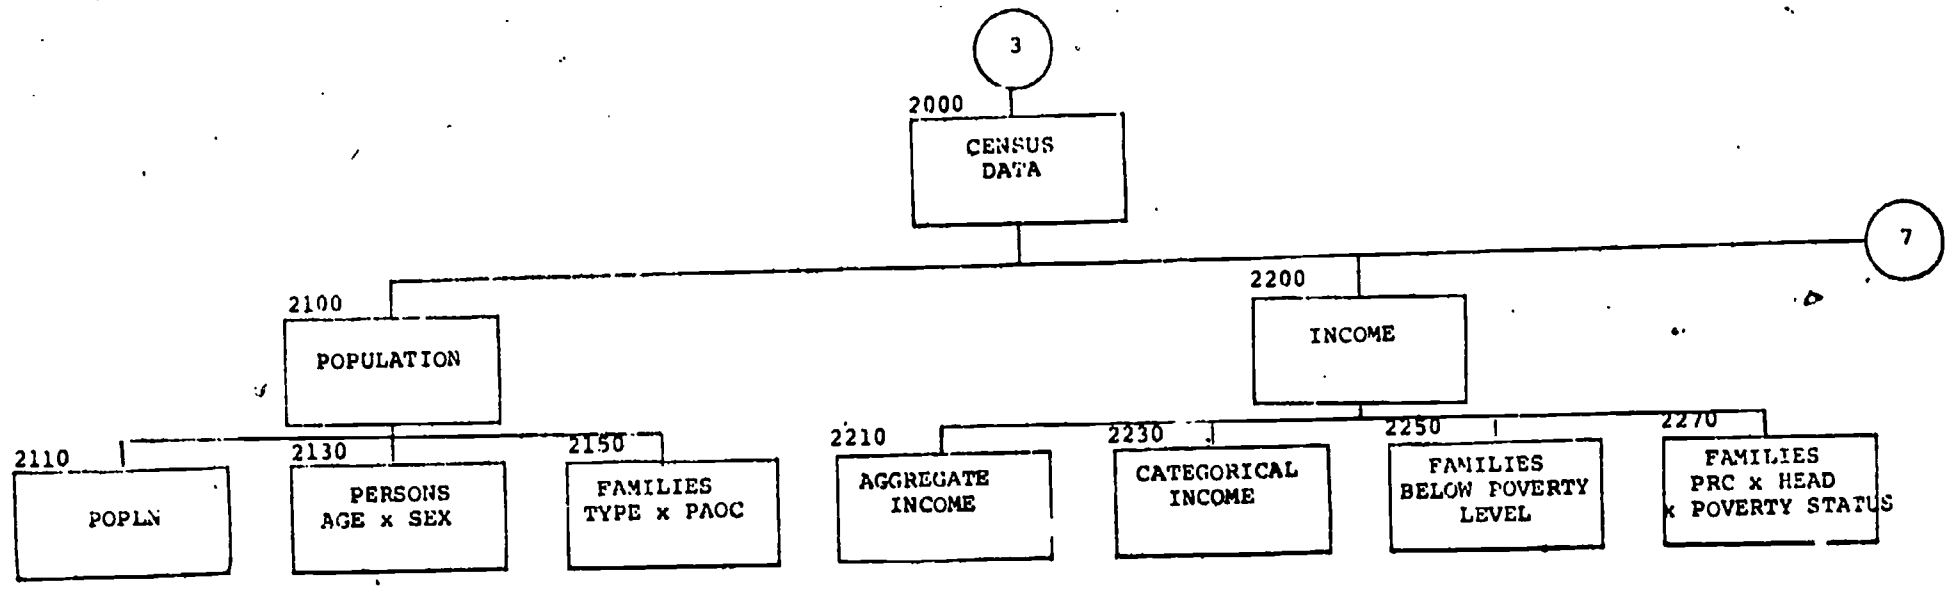 3
2000
CENSUS
DATA
7
2100
POPULATION
2200
INCOME
2110
POPLN
2130
PERSONS
AGE x SEX
2150
FAMILIES
TYPE x PAOC
2210
AGGREGATE
INCOME
2230
CATEGORICAL
INCOME
2250
FAMILIES
BELOW POVERTY
LEVEL
2270
FAMILIES
PRC x HEAD
x POVERTY STATUS